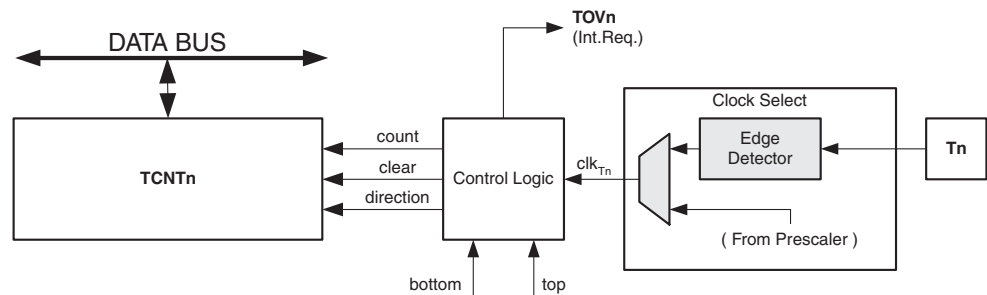 TOVn
(Int.Req.)
DATA BUS
Clock Select
count
Edge
Detector
Tn
TCNTn
clear
Control Logic
clkTn
direction
( From Prescaler )
bottom
top